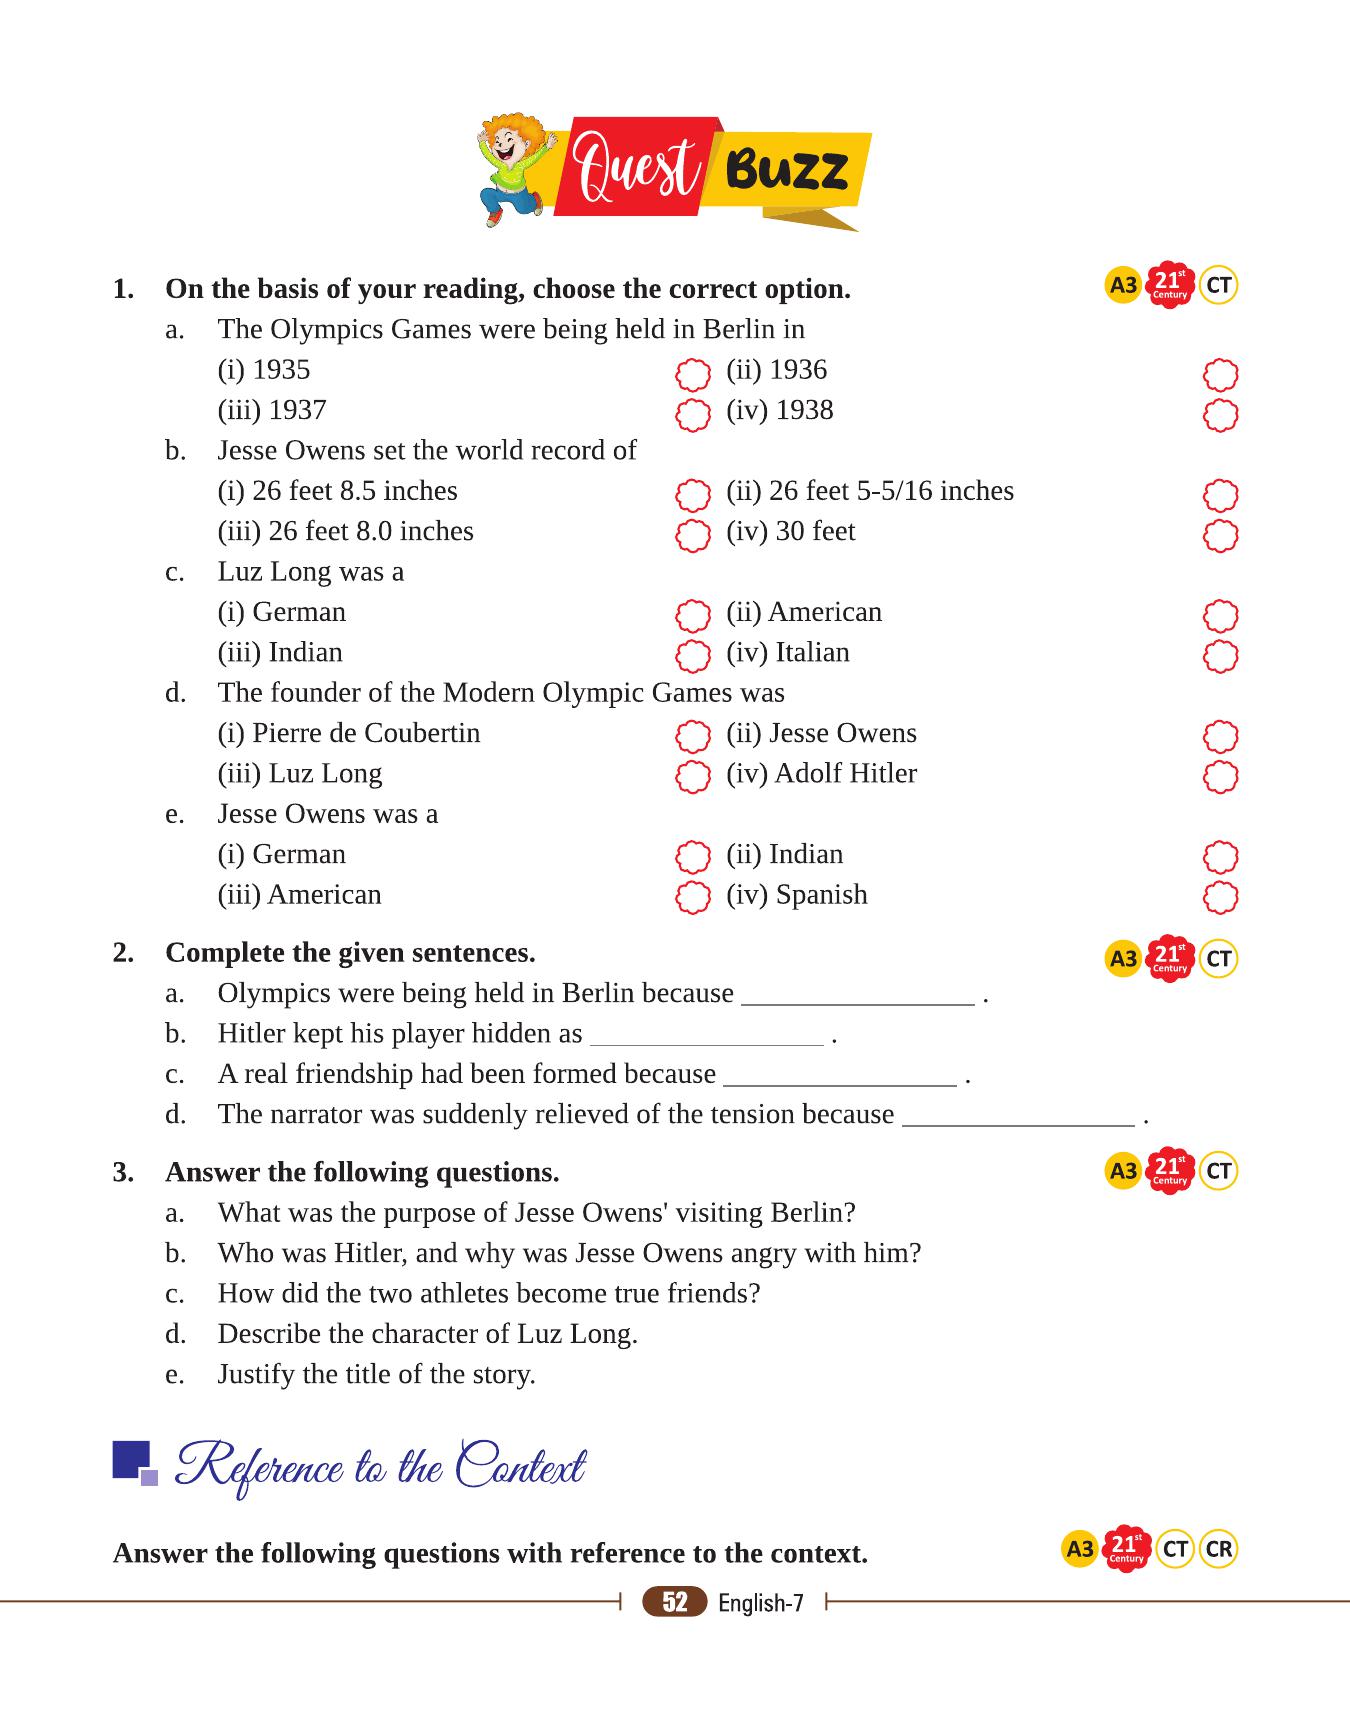 Quest Buzz
1. On the basis of your reading, choose the correct option. A3 21st Century CT
a. The Olympics Games were being held in Berlin in
(i) 1935 (ii) 1936
(iii) 1937 (iv) 1938
b. Jesse Owens set the world record of
(i) 26 feet 8.5 inches (ii) 26 feet 5-5/16 inches
(iii) 26 feet 8.0 inches (iv) 30 feet
c. Luz Long was a
(i) German (ii) American
(iii) Indian (iv) Italian
d. The founder of the Modern Olympic Games was
(i) Pierre de Coubertin (ii) Jesse Owens
(iii) Luz Long (iv) Adolf Hitler
e. Jesse Owens was a
(i) German (ii) Indian
(iii) American (iv) Spanish
2. Complete the given sentences. A3 21st Century CT
a. Olympics were being held in Berlin because ________________ .
b. Hitler kept his player hidden as ________________ .
c. A real friendship had been formed because ________________ .
d. The narrator was suddenly relieved of the tension because ________________ .
3. Answer the following questions. A3 21st Century CT
a. What was the purpose of Jesse Owens' visiting Berlin?
b. Who was Hitler, and why was Jesse Owens angry with him?
c. How did the two athletes become true friends?
d. Describe the character of Luz Long.
e. Justify the title of the story.
Reference to the Context
Answer the following questions with reference to the context. A3 21st Century CT CR
52 English-7